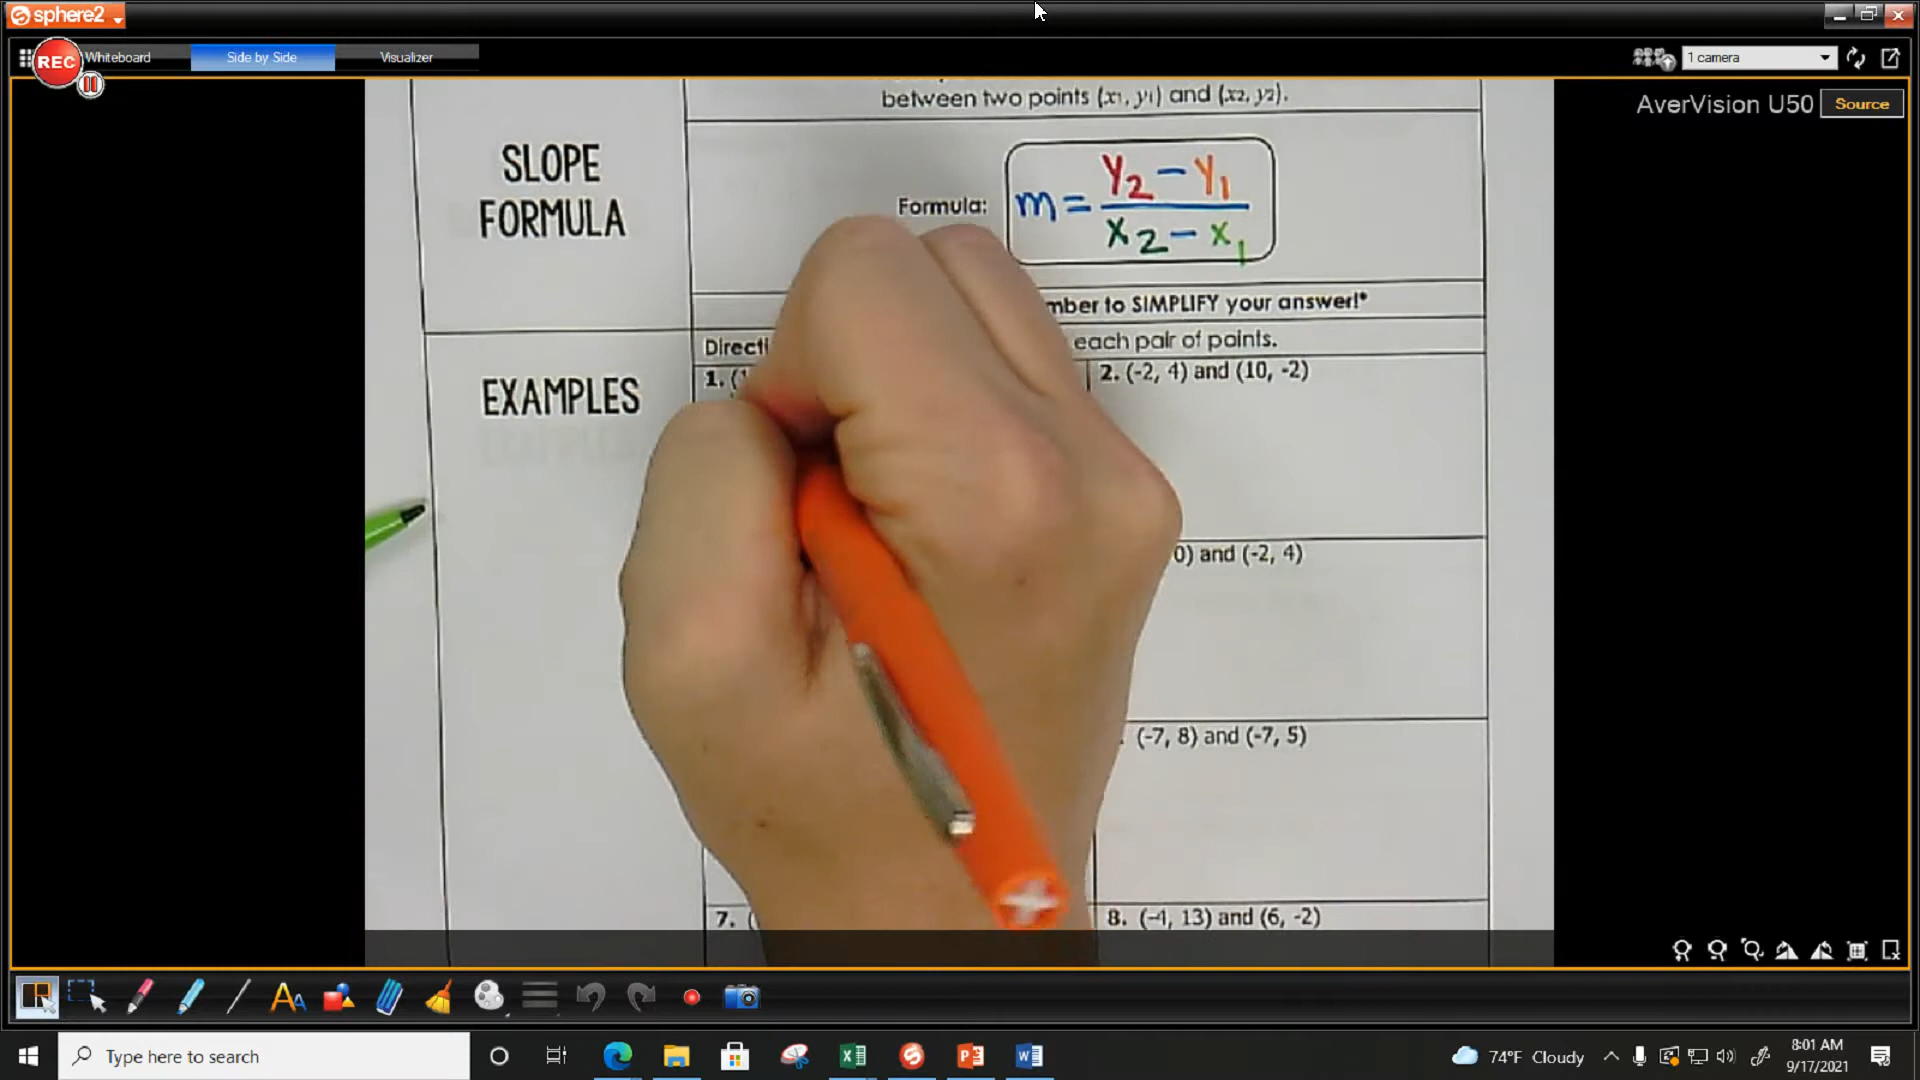 sphere2
REC
Whiteboard
Side by Side
Visualizer
1 camera
AverVision U50
Source
between two points (x1, y1) and (x2, y2).
SLOPE
FORMULA
Formula:
m = y2 - y1
x2 - x1
mber to SIMPLIFY your answer!*
Directi
each pair of points.
EXAMPLES
1. (1
2. (-2, 4) and (10, -2)
0) and (-2, 4)
(-7, 8) and (-7, 5)
7. (
8. (-4, 13) and (6, -2)
Type here to search
74°F Cloudy
8:01 AM
9/17/2021